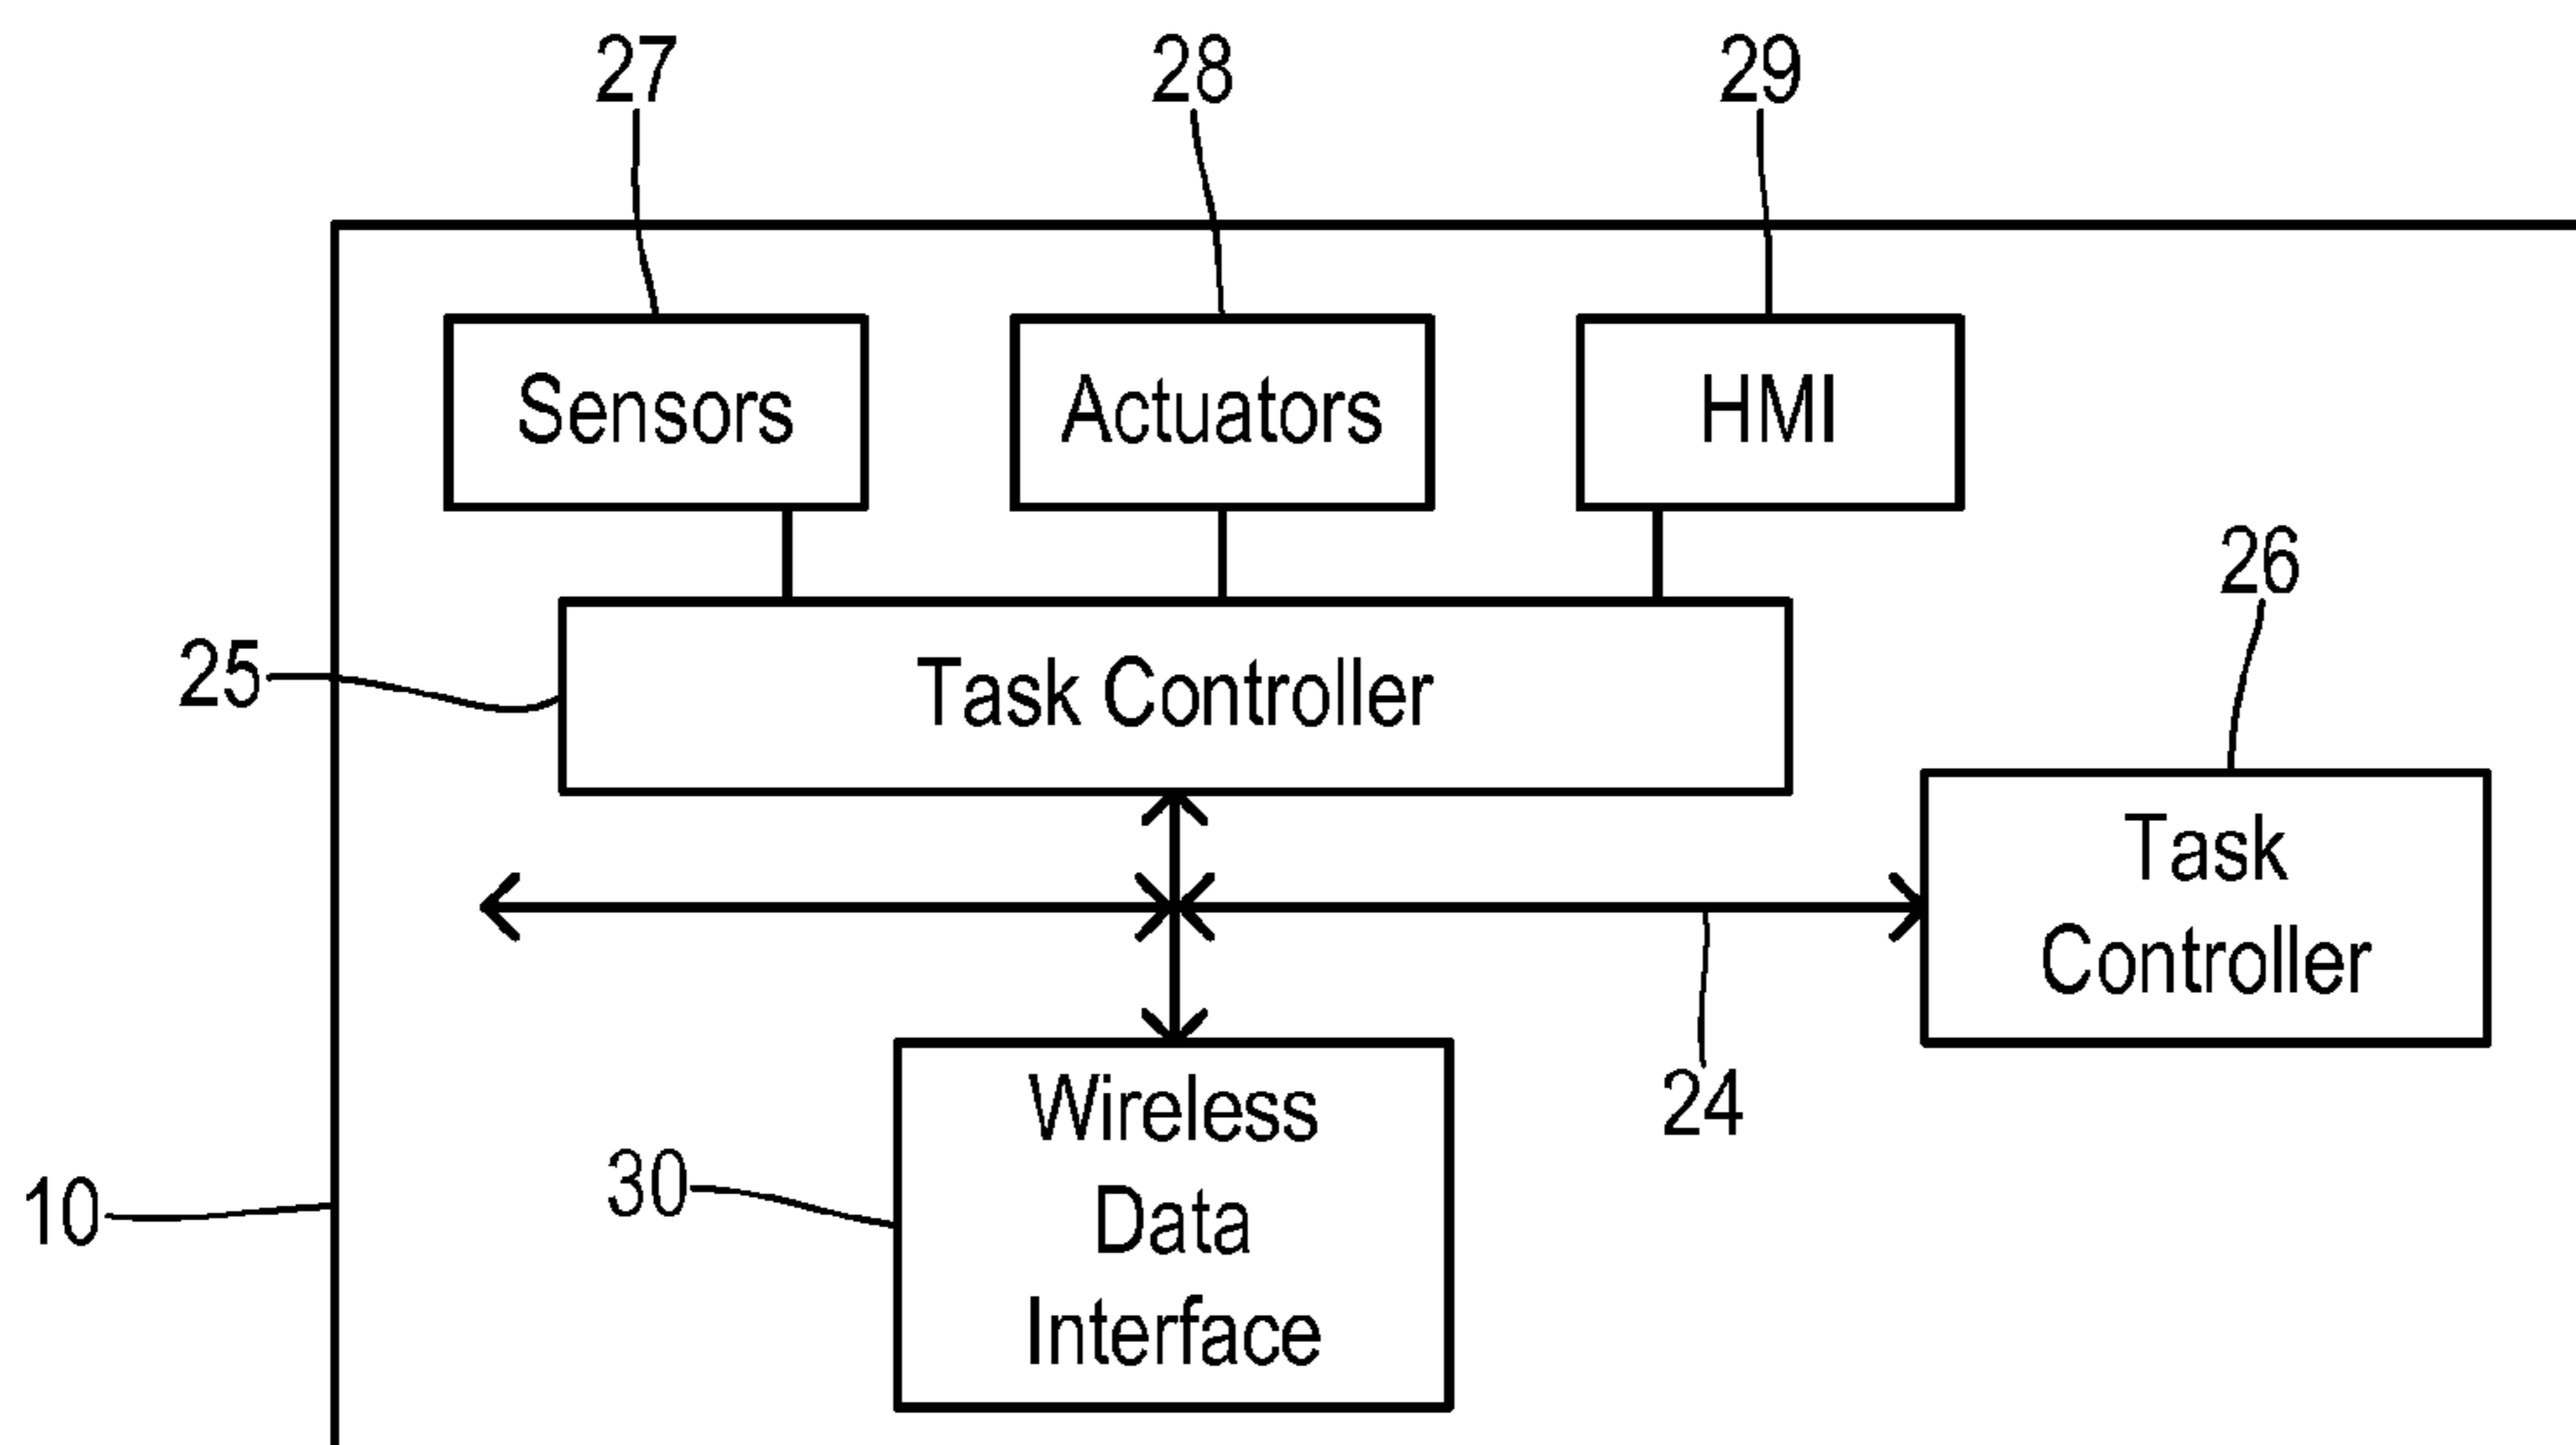 27
28
29
Sensors
Actuators
HMI
26
25
Task Controller
Task
Controller
24
Wireless
Data
Interface
30
10